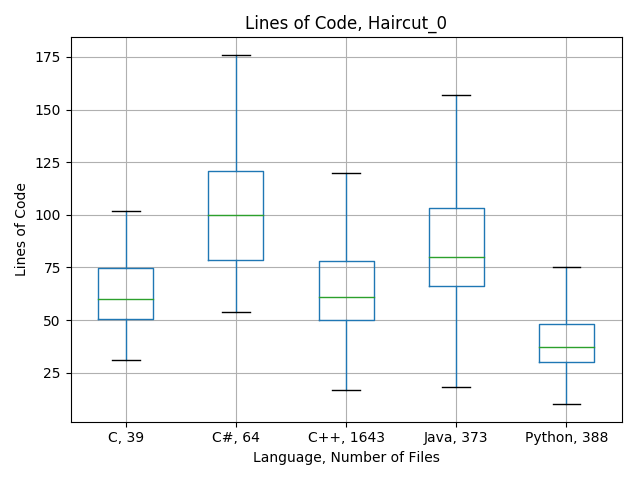 Lines of Code, Haircut_0
175
150
125
100
75
50
25
Lines of Code
C, 39 C#, 64 C++, 1643 Java, 373 Python, 388
Language, Number of Files